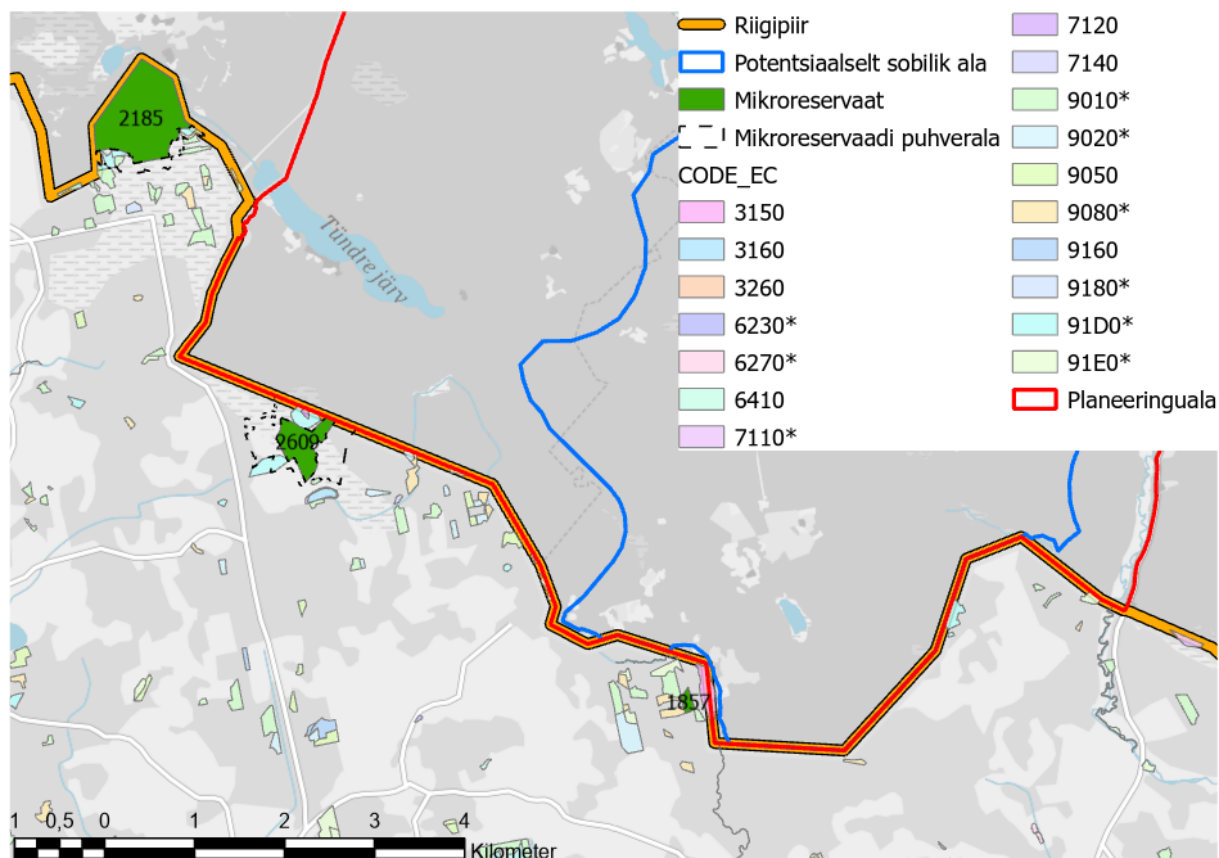 Riigipiir
Potentsiaalselt sobilik ala
Mikroreservaat
Mikroreservaadi puhverala
CODE_EC
3150
3160
3260
6230*
6270*
6410
7110*
7120
7140
9010*
9020*
9050
9080*
9160
9180*
91D0*
91E0*
Planeeringuala
2185
Tündre järv
2609
1857
1 0,5 0 1 2 3 4
Kilometer